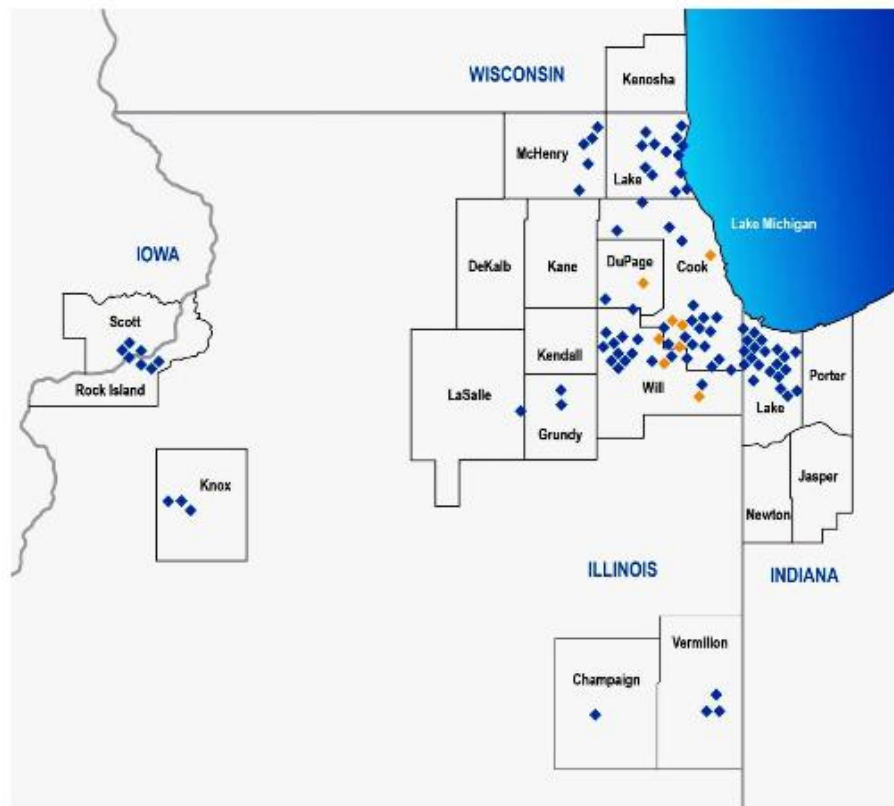 WISCONSIN
Kenosha
McHenry
Lake
Lake Michigan
IOWA
DeKalb
Kane
DuPage
Cook
Scott
Kendall
Rock Island
LaSalle
Will
Porter
Lake
Grundy
Knox
Jasper
Newton
ILLINOIS
INDIANA
Vermilion
Champaign